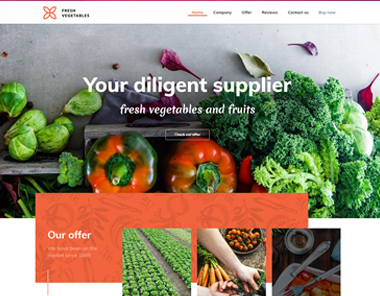 FRESH
VEGETABLES
Home Company Offer Reviews Contact us Buy now
Your diligent supplier
fresh vegetables and fruits
Check our offer
Our offer
We have been on the
market since 1999